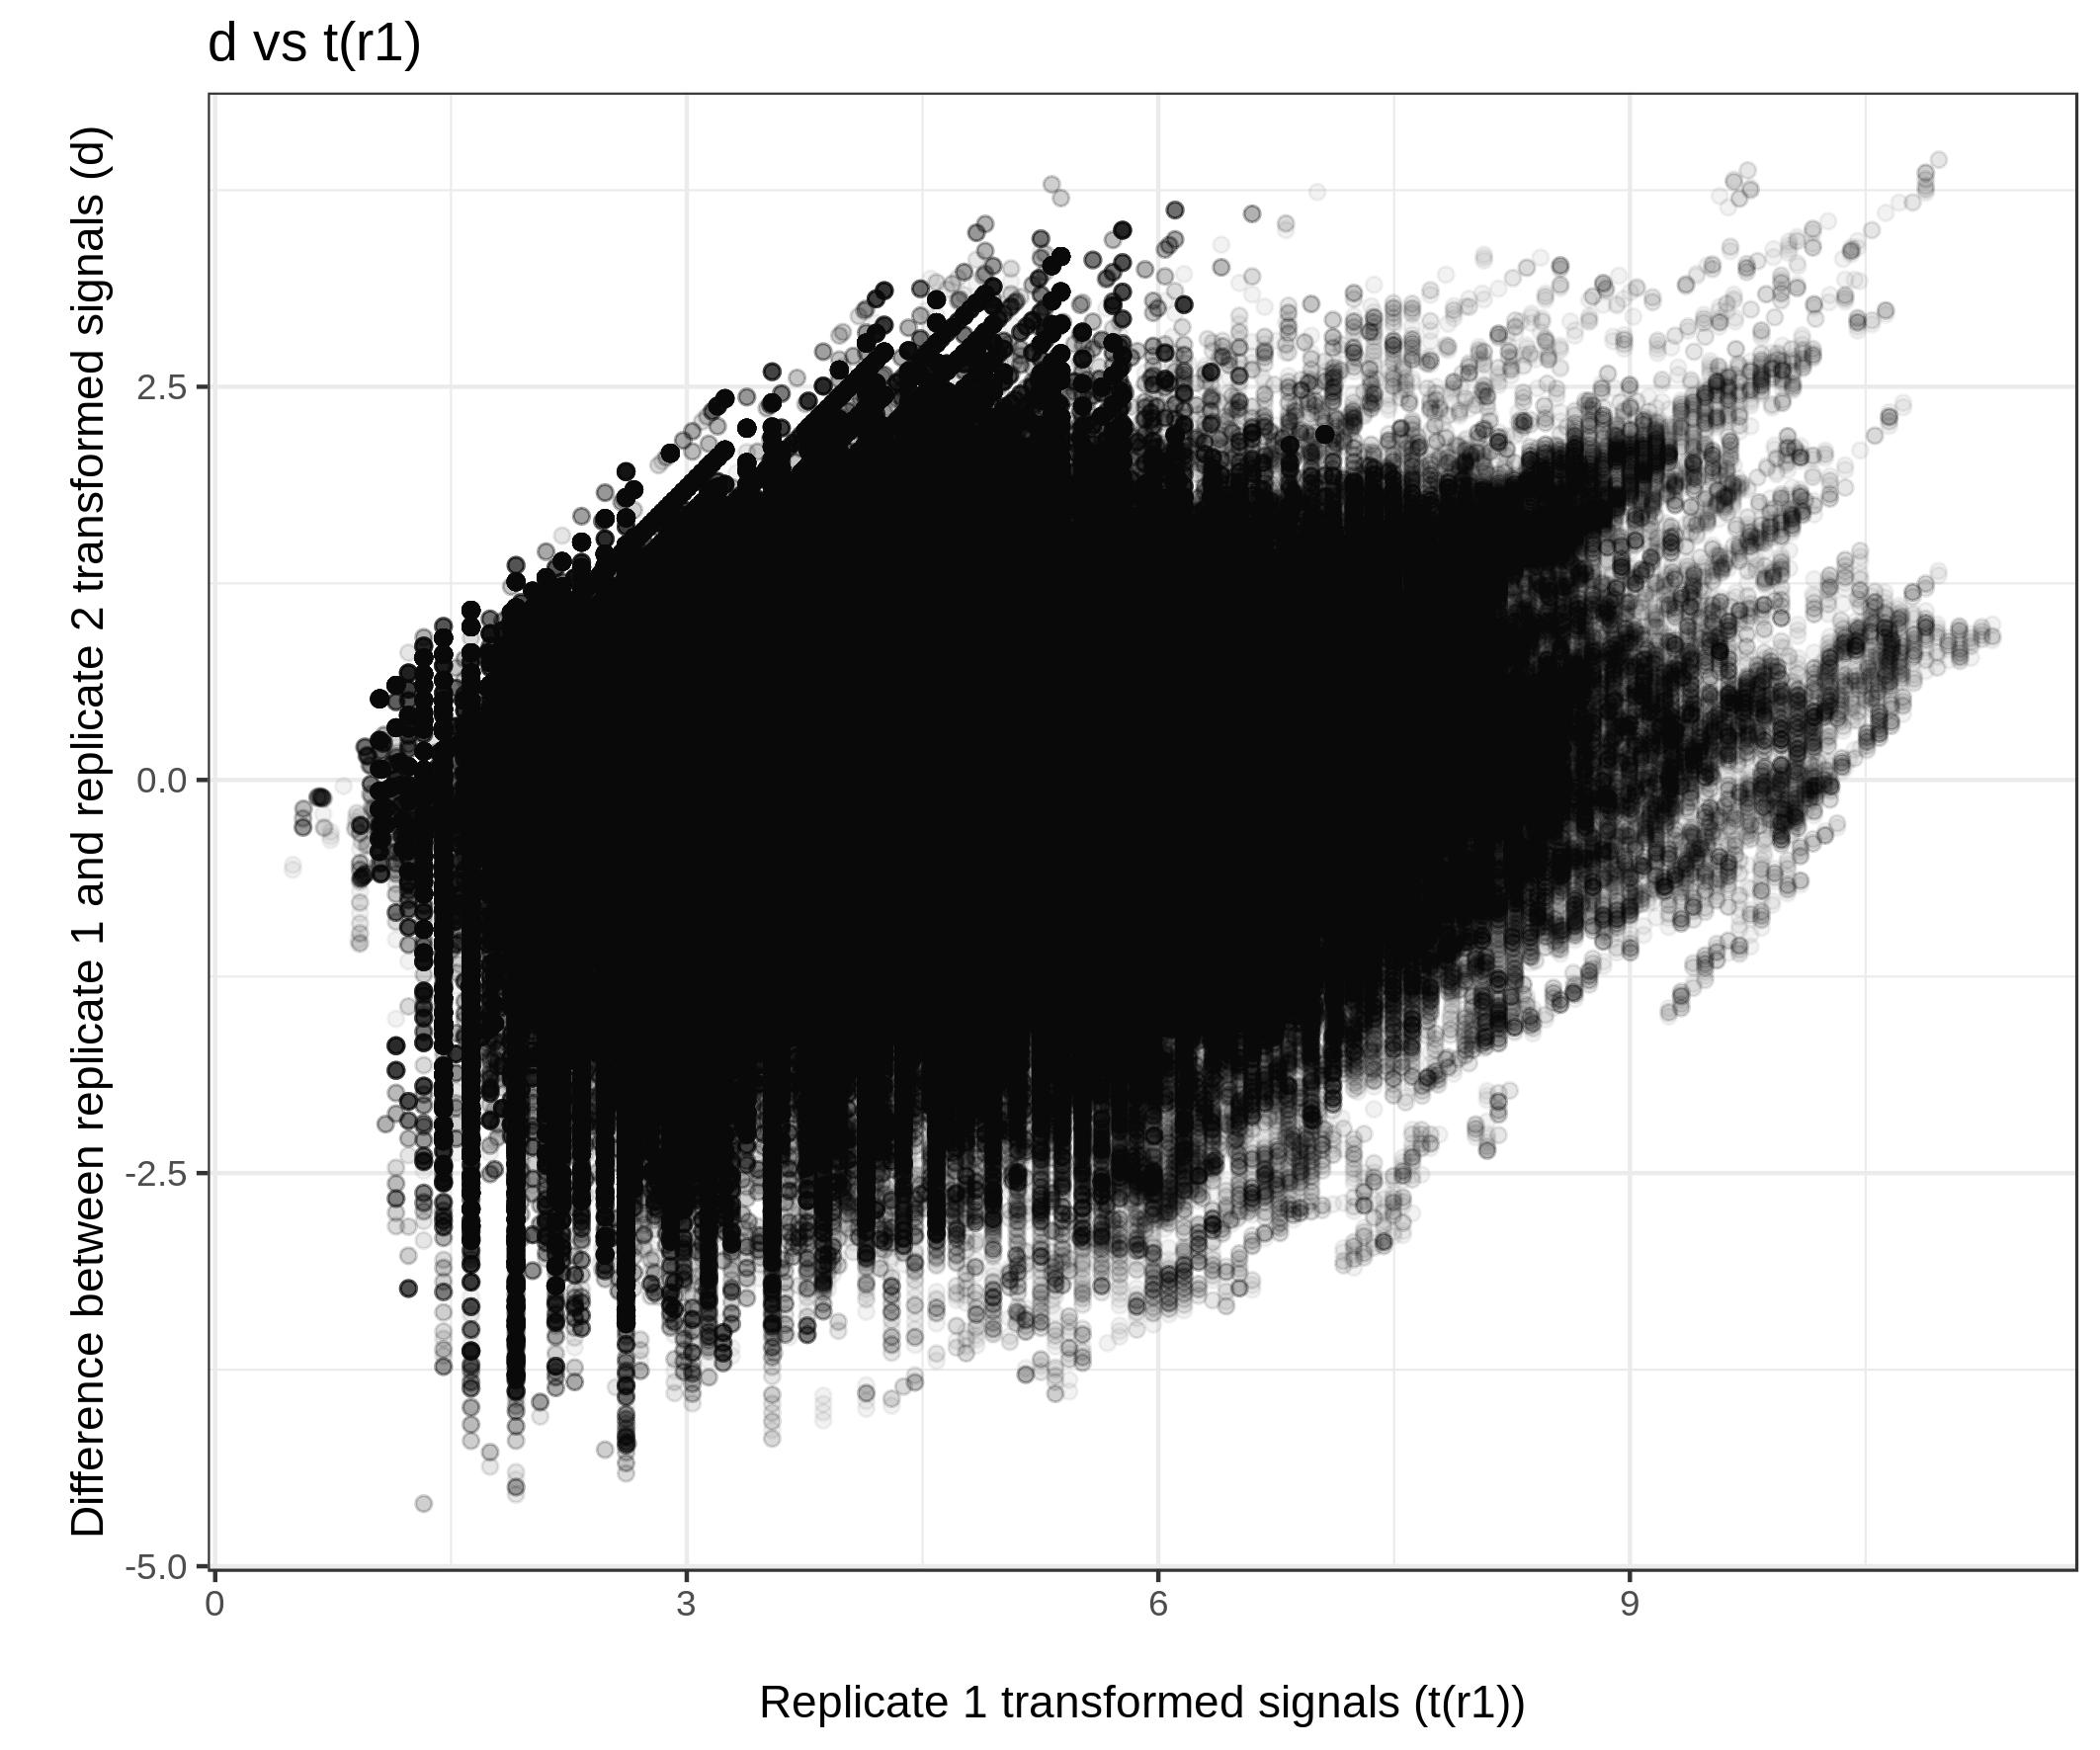 d vs t(r1)
Difference between replicate 1 and replicate 2 transformed signals (d)
2.5
0.0
-2.5
-5.0
0
3
6
9
Replicate 1 transformed signals (t(r1))